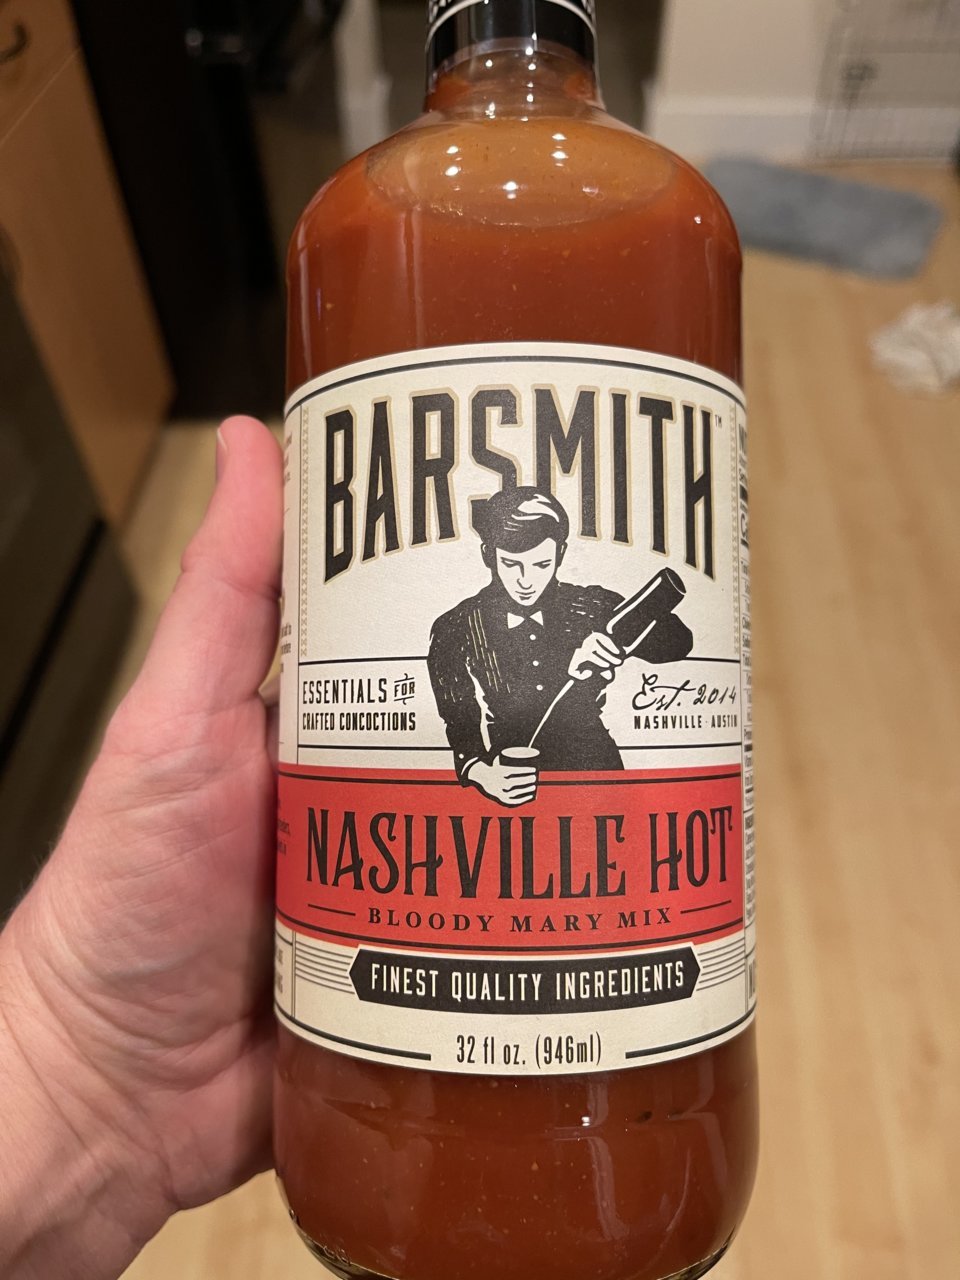 BARSMITH™
ESSENTIALS FOR
CRAFTED CONCOCTIONS
Est. 2014
NASHVILLE · AUSTIN
NASHVILLE HOT
BLOODY MARY MIX
FINEST QUALITY INGREDIENTS
32 fl oz. (946ml)